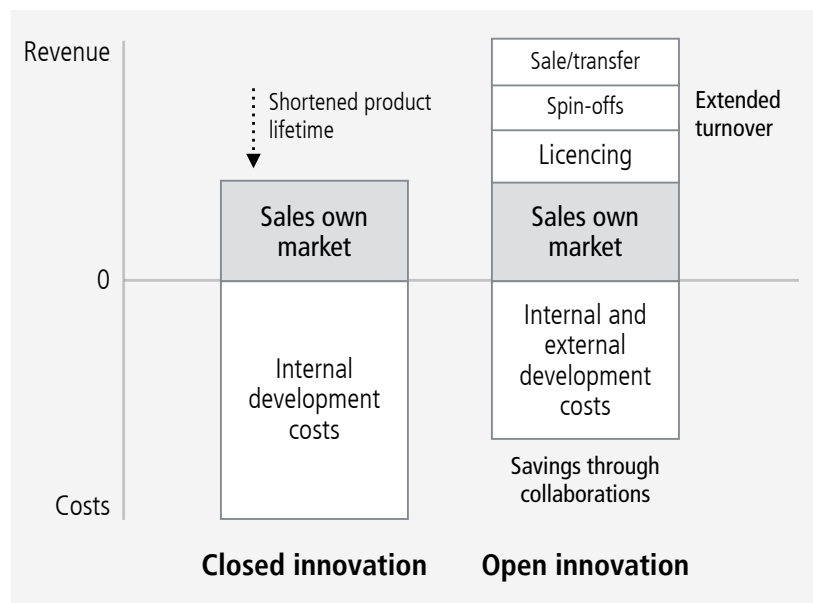 Revenue
Shortened product
lifetime
Sales own
market
0
Internal
development
costs
Costs
Closed innovation
Sale/transfer
Spin-offs
Licencing
Extended
turnover
Sales own
market
Internal and
external
development
costs
Savings through
collaborations
Open innovation